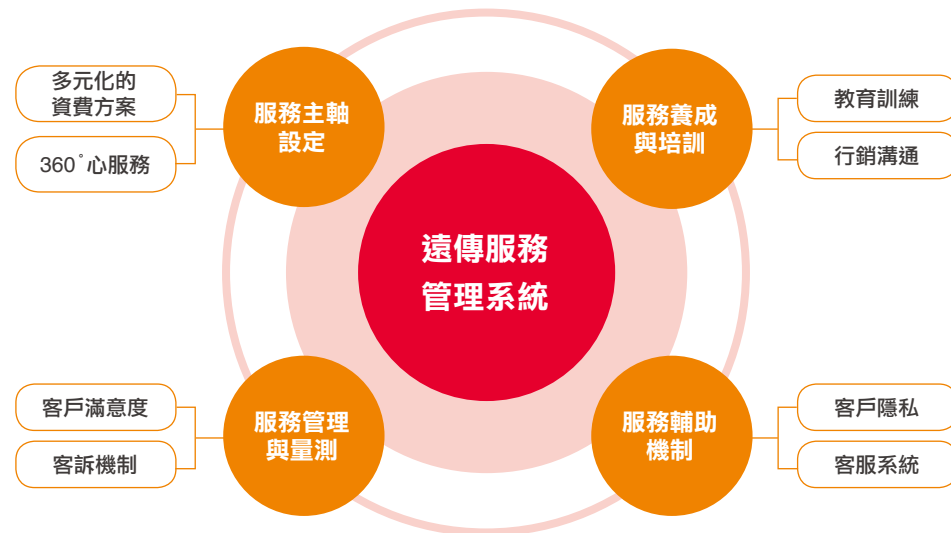 多元化的
資費方案
360˚心服務
服務主軸
設定
服務養成
與培訓
教育訓練
行銷溝通
遠傳服務
管理系統
客戶滿意度
客訴機制
服務管理
與量測
服務輔助
機制
客戶隱私
客服系統